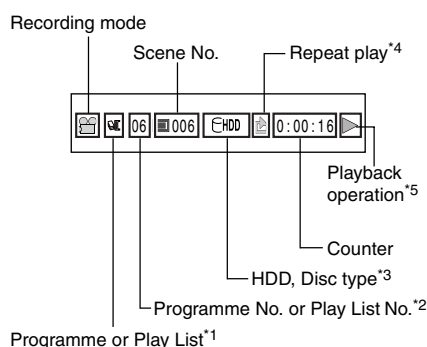 Recording mode
Scene No.
Repeat play*4
06
006
HDD
0:00:16
Playback
operation*5
Counter
HDD, Disc type*3
Programme No. or Play List No.*2
Programme or Play List*1